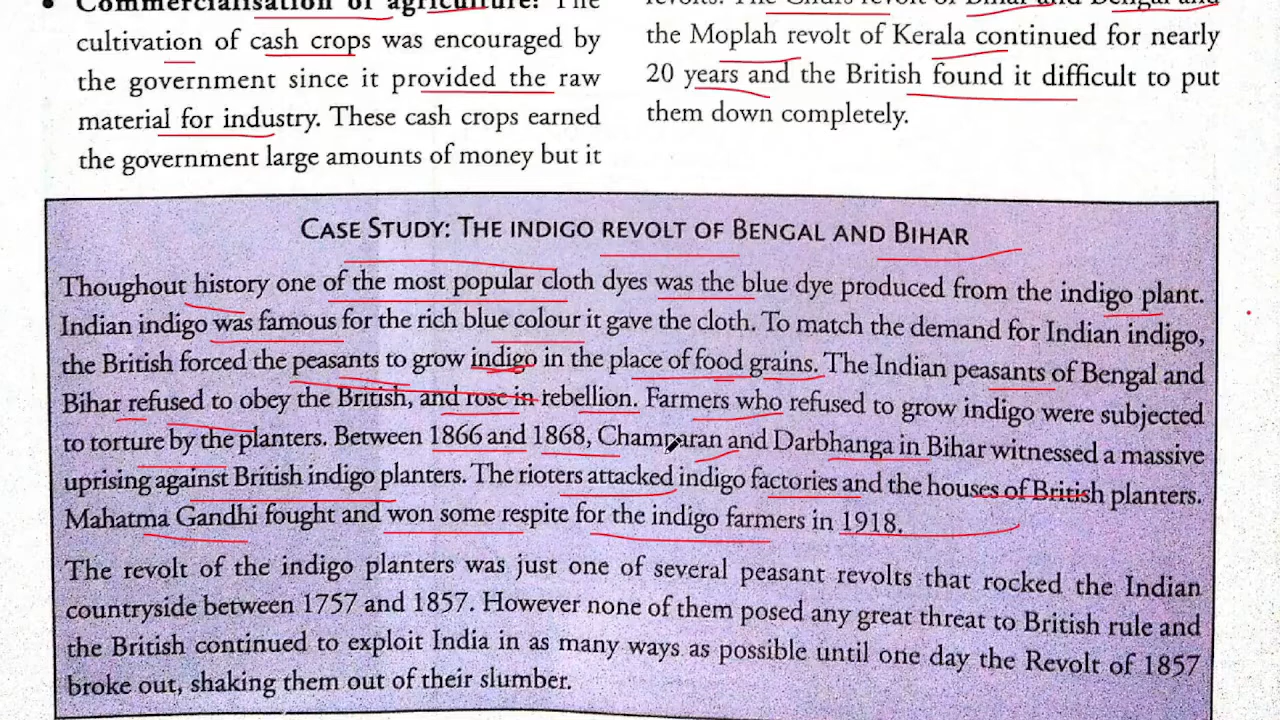 • Commercialisation of agriculture: The
cultivation of cash crops was encouraged by
the government since it provided the raw
material for industry. These cash crops earned
the government large amounts of money but it
revolts. The Chuis revolt of Bihar and Bengal and
the Moplah revolt of Kerala continued for nearly
20 years and the British found it difficult to put
them down completely.
CASE STUDY: THE INDIGO REVOLT OF BENGAL AND BIHAR
Thoughout history one of the most popular cloth dyes was the blue dye produced from the indigo plant.
Indian indigo was famous for the rich blue colour it gave the cloth. To match the demand for Indian indigo,
the British forced the peasants to grow indigo in the place of food grains. The Indian peasants of Bengal and
Bihar refused to obey the British, and rose in rebellion. Farmers who refused to grow indigo were subjected
to torture by the planters. Between 1866 and 1868, Champaran and Darbhanga in Bihar witnessed a massive
uprising against British indigo planters. The rioters attacked indigo factories and the houses of British planters.
Mahatma Gandhi fought and won some respite for the indigo farmers in 1918.
The revolt of the indigo planters was just one of several peasant revolts that rocked the Indian
countryside between 1757 and 1857. However none of them posed any great threat to British rule and
the British continued to exploit India in as many ways as possible until one day the Revolt of 1857
broke out, shaking them out of their slumber.